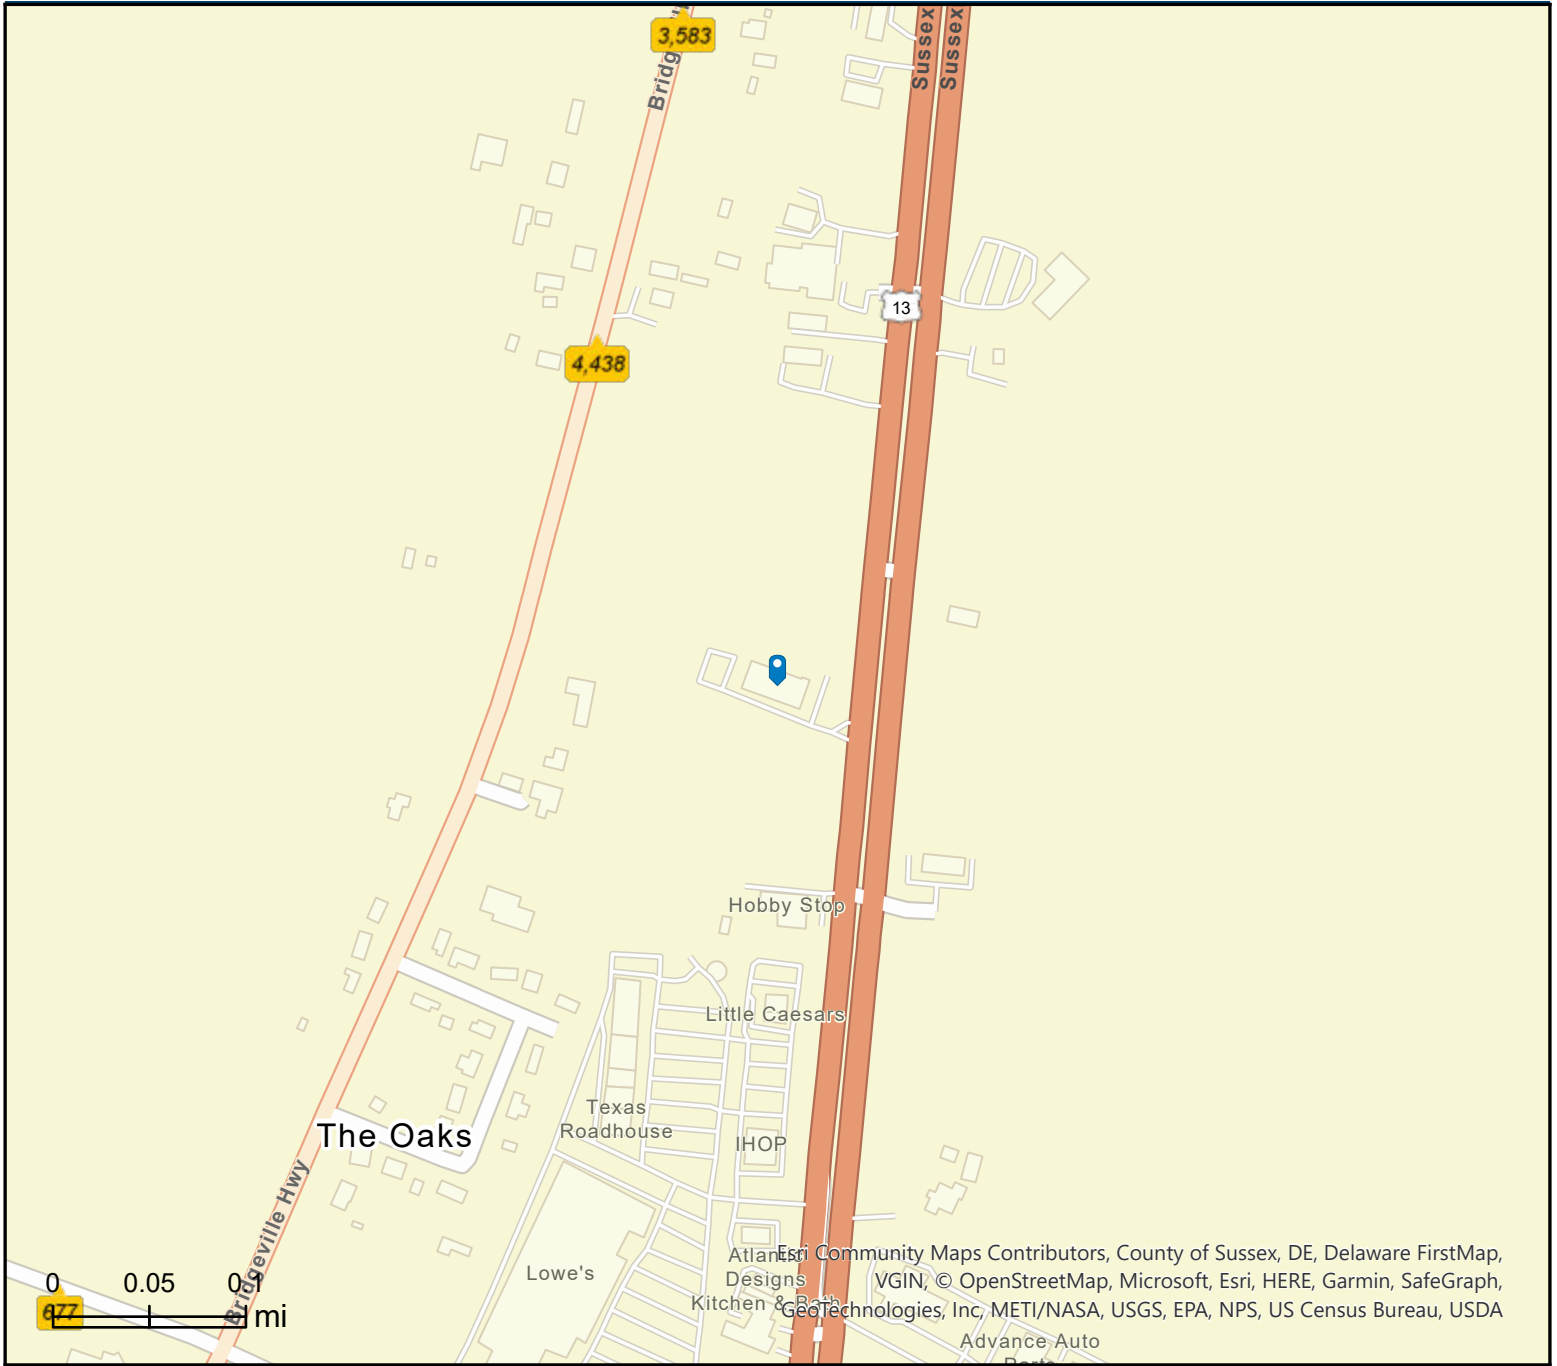 3,583
Bridg
Sussex
Sussex
13
4,438
Hobby Stop
Little Caesars
Texas
Roadhouse
IHOP
The Oaks
Bridgeville Hwy
Lowe's
Atlantic
Designs
Kitchen & Bath
Esri Community Maps Contributors, County of Sussex, DE, Delaware FirstMap,
VGIN, © OpenStreetMap, Microsoft, Esri, HERE, Garmin, SafeGraph,
GeoTechnologies, Inc, METI/NASA, USGS, EPA, NPS, US Census Bureau, USDA
0 0.05 0.1
mi
677
Advance Auto
Parts